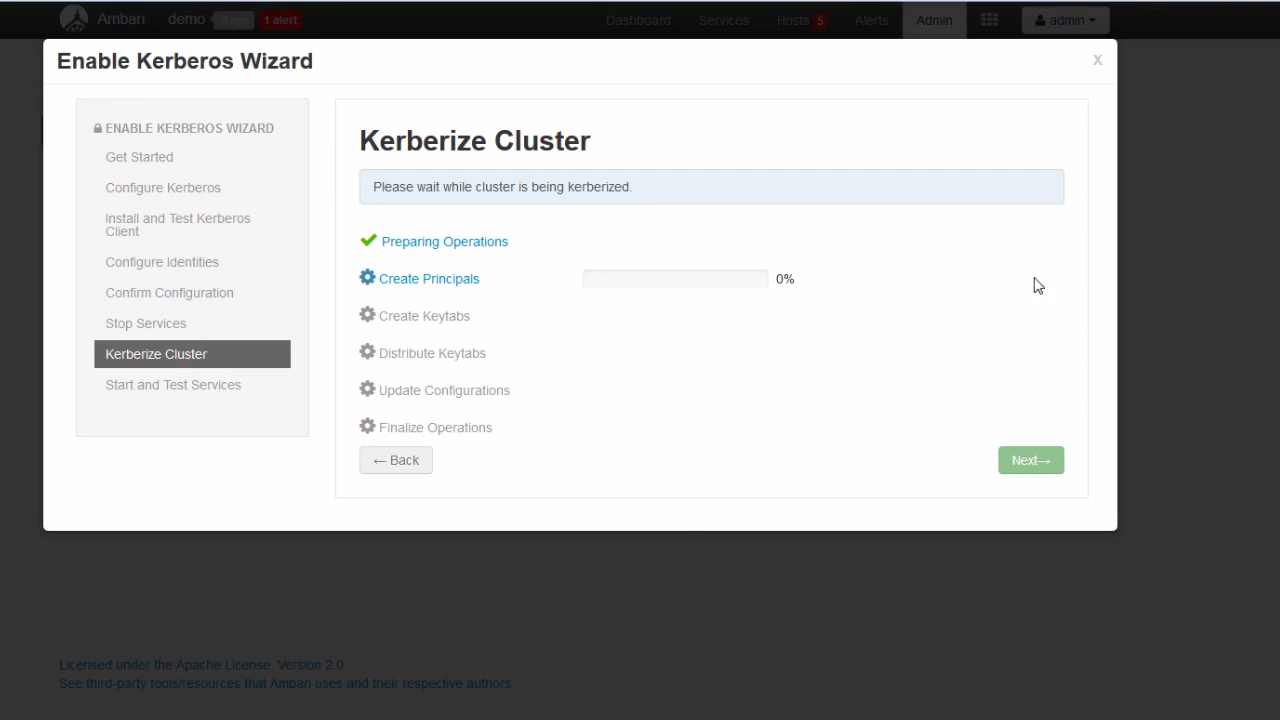 Ambari demo 0 ops 1 alert Dashboard Services Hosts 5 Alerts Admin admin
Enable Kerberos Wizard X
ENABLE KERBEROS WIZARD
Get Started
Configure Kerberos
Install and Test Kerberos
Client
Configure Identities
Confirm Configuration
Stop Services
Kerberize Cluster
Start and Test Services
Kerberize Cluster
Please wait while cluster is being kerberized.
Preparing Operations
Create Principals 0%
Create Keytabs
Distribute Keytabs
Update Configurations
Finalize Operations
← Back Next→
Licensed under the Apache License, Version 2.0.
See third-party tools/resources that Ambari uses and their respective authors